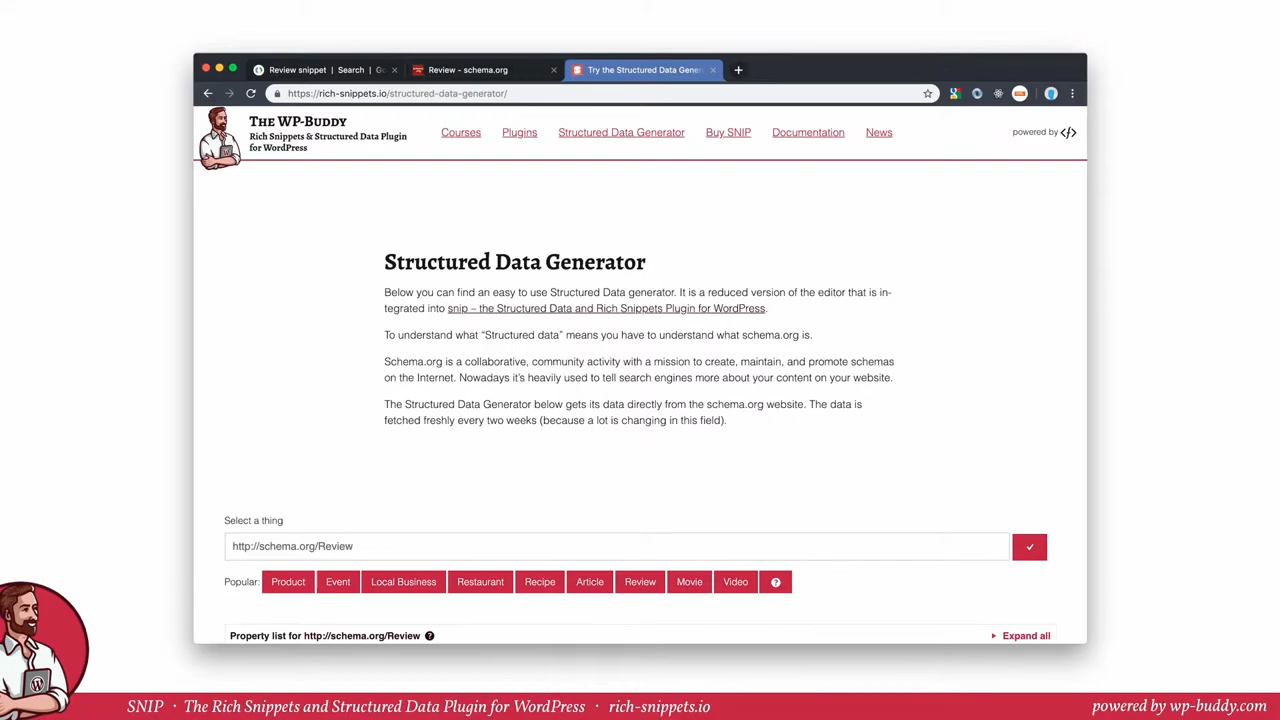 Review snippet | Search | G
Review - schema.org
Try the Structured Data Gener
https://rich-snippets.io/structured-data-generator/
The WP-Buddy
Rich Snippets & Structured Data Plugin
for WordPress
Courses
Plugins
Structured Data Generator
Buy SNIP
Documentation
News
powered by </>
Structured Data Generator
Below you can find an easy to use Structured Data generator. It is a reduced version of the editor that is in-
tegrated into snip – the Structured Data and Rich Snippets Plugin for WordPress.
To understand what “Structured data” means you have to understand what schema.org is.
Schema.org is a collaborative, community activity with a mission to create, maintain, and promote schemas
on the Internet. Nowadays it’s heavily used to tell search engines more about your content on your website.
The Structured Data Generator below gets its data directly from the schema.org website. The data is
fetched freshly every two weeks (because a lot is changing in this field).
Select a thing
http://schema.org/Review
Popular: Product Event Local Business Restaurant Recipe Article Review Movie Video ?
Property list for http://schema.org/Review ?
Expand all
SNIP · The Rich Snippets and Structured Data Plugin for WordPress · rich-snippets.io
powered by wp-buddy.com